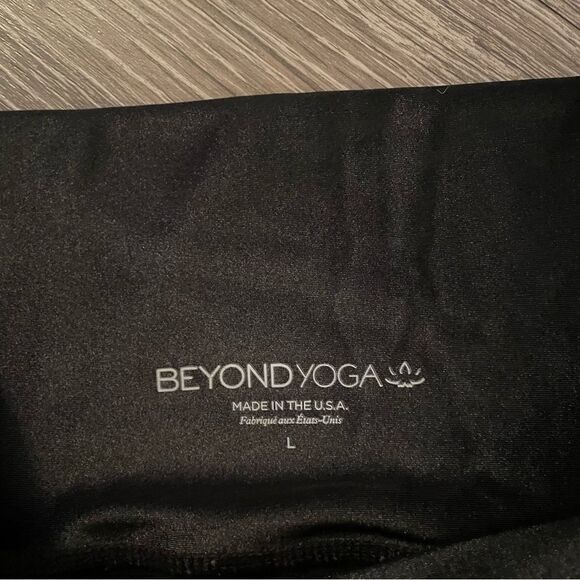 BEYOND YOGA
MADE IN THE U.S.A.
Fabriqué aux États-Unis
L